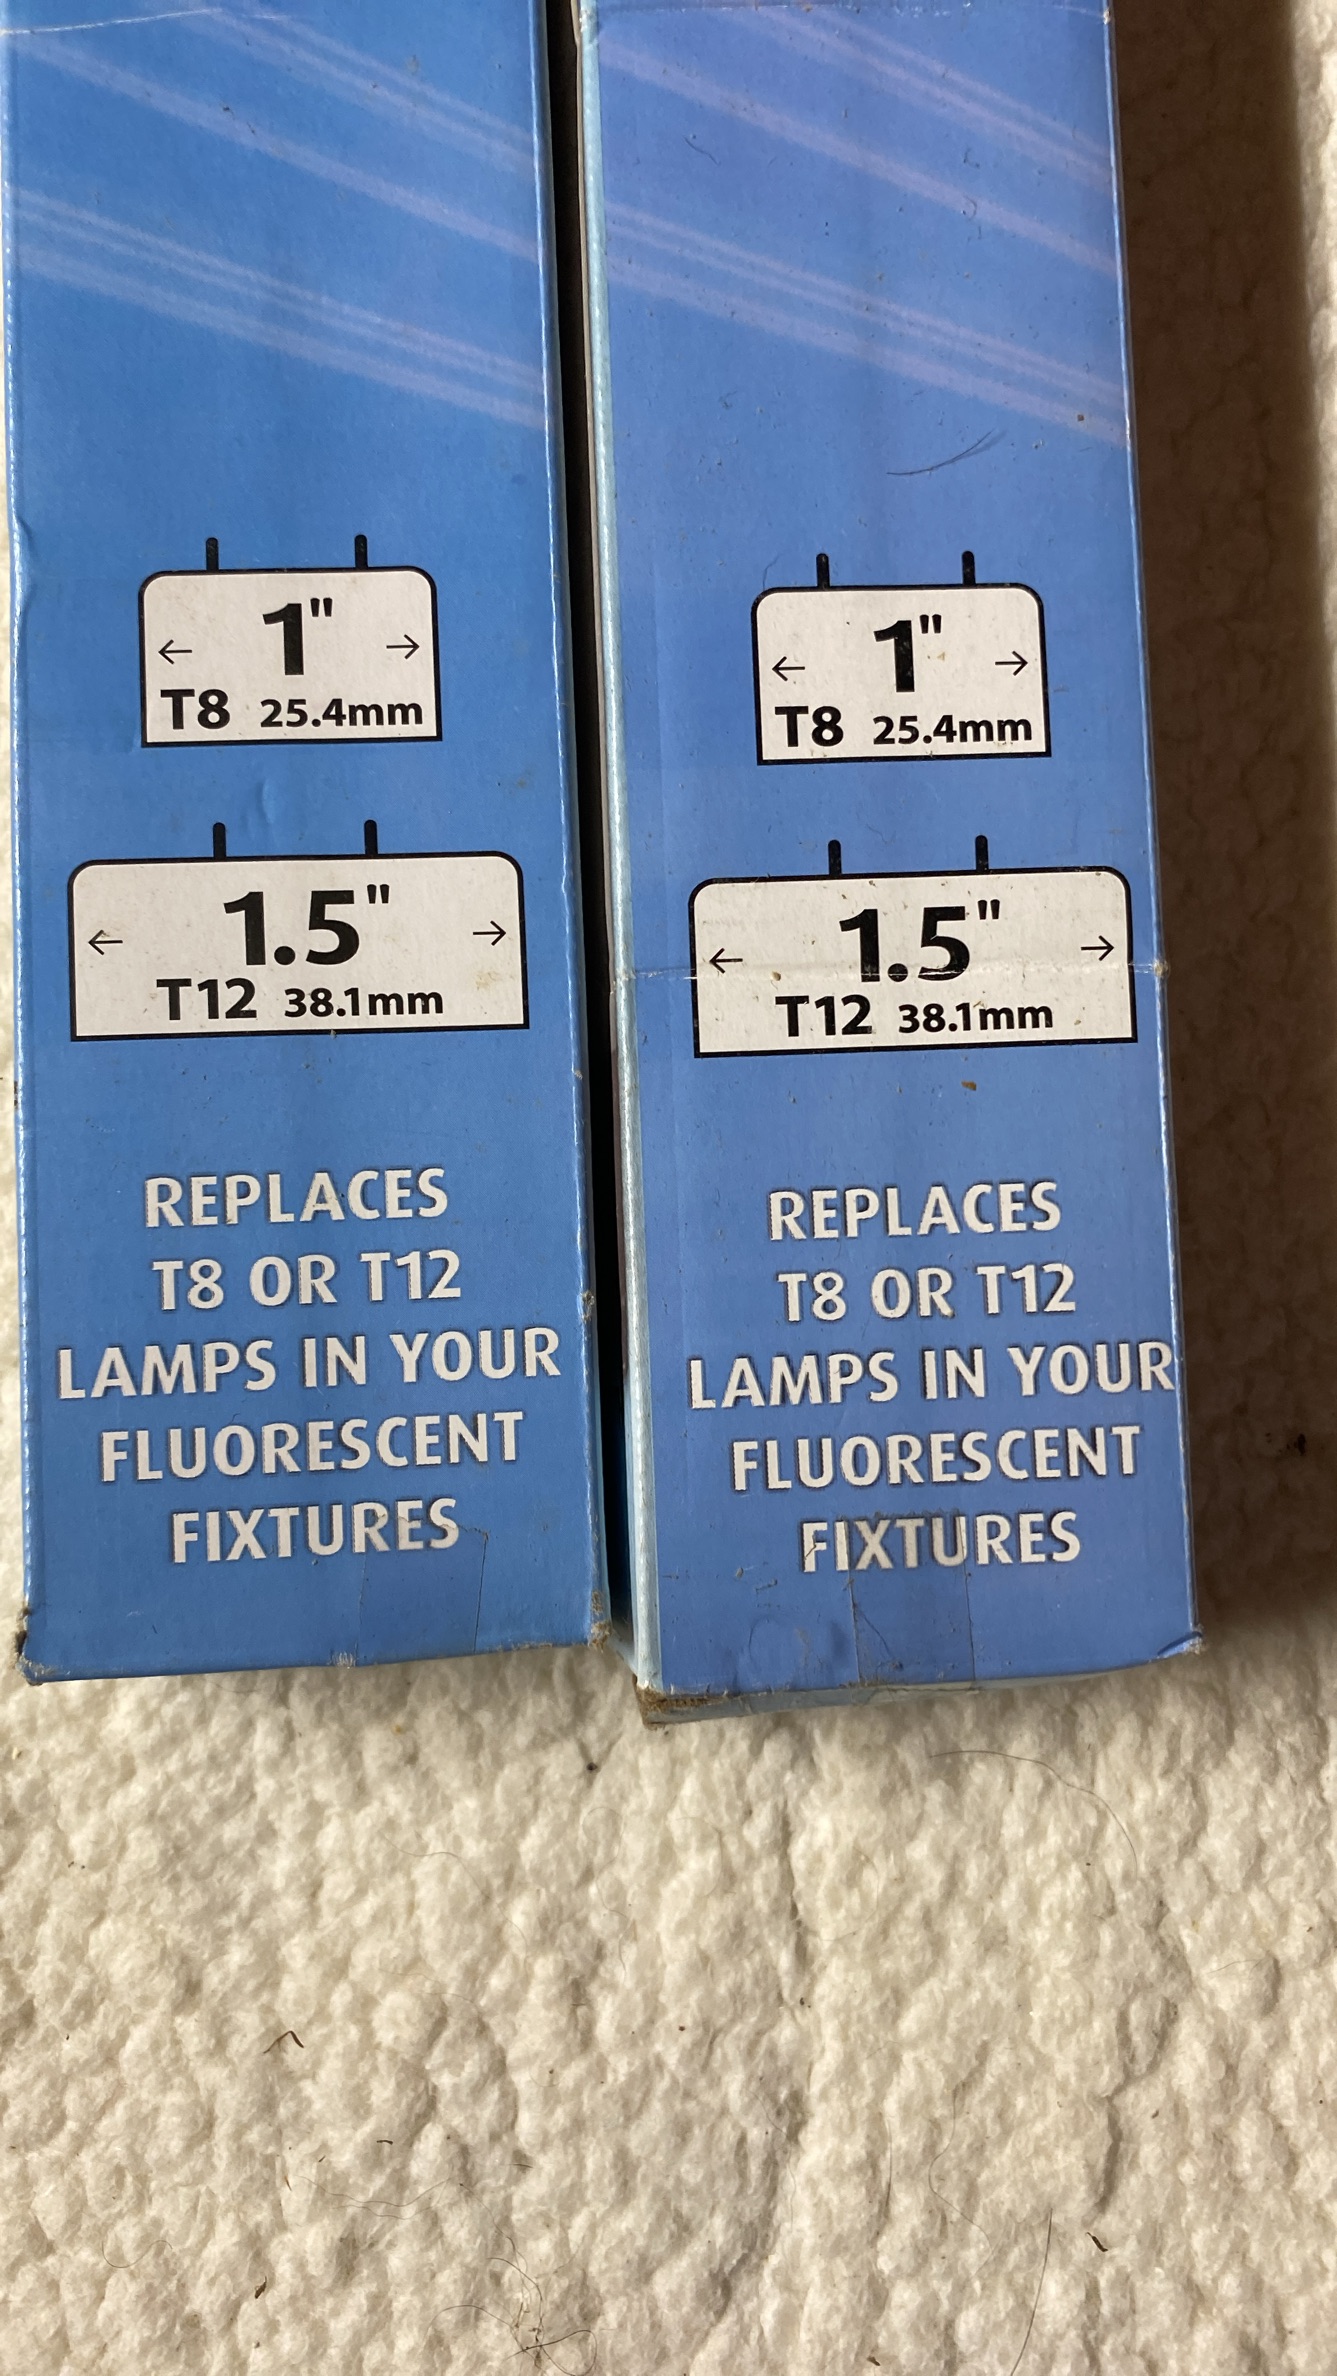 1"
T8 25.4mm
1.5"
T12 38.1mm
REPLACES
T8 OR T12
LAMPS IN YOUR
FLUORESCENT
FIXTURES
1"
T8 25.4mm
1.5"
T12 38.1mm
REPLACES
T8 OR T12
LAMPS IN YOUR
FLUORESCENT
FIXTURES